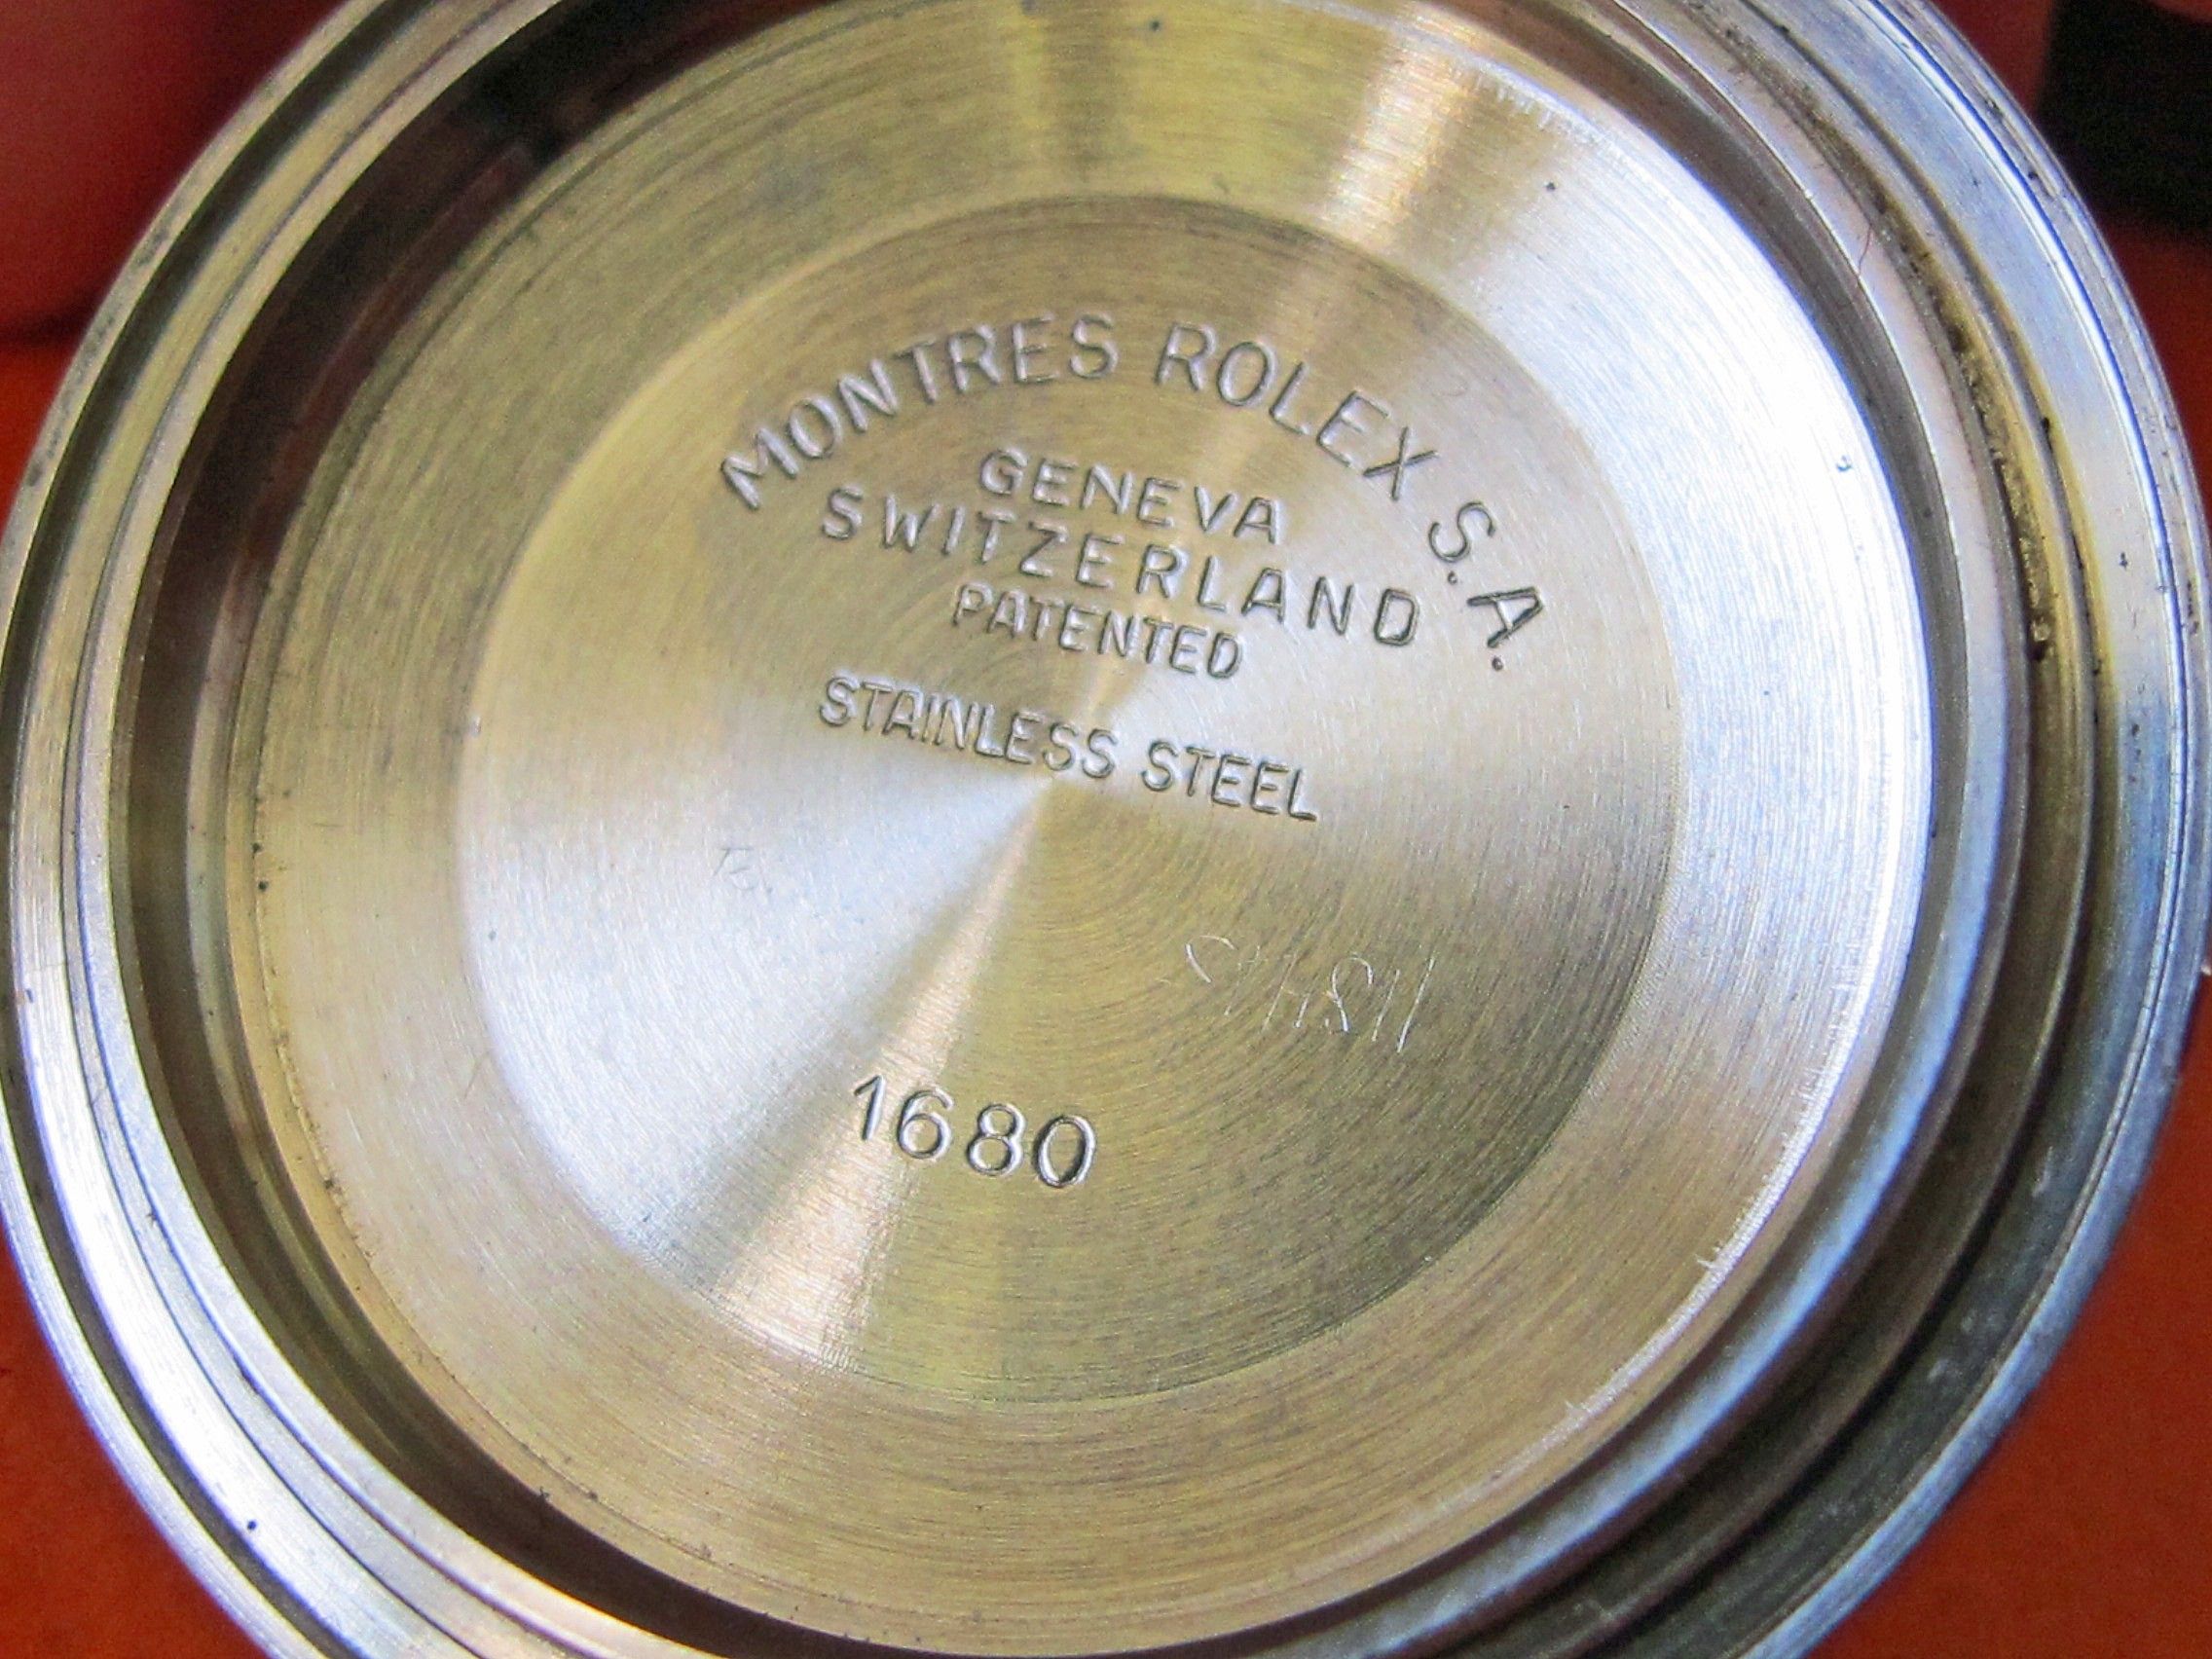 MONTRES ROLEX S.A.
GENEVA
SWITZERLAND
PATENTED
STAINLESS STEEL
1680